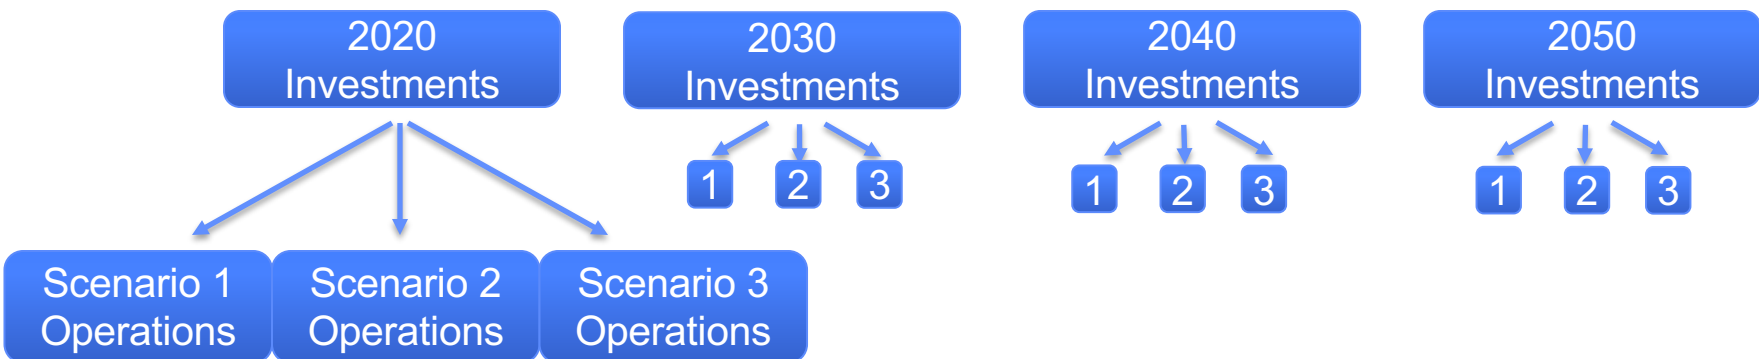 2020
Investments
2030
Investments
2040
Investments
2050
Investments
1 2 3
1 2 3
1 2 3
Scenario 1
Operations
Scenario 2
Operations
Scenario 3
Operations